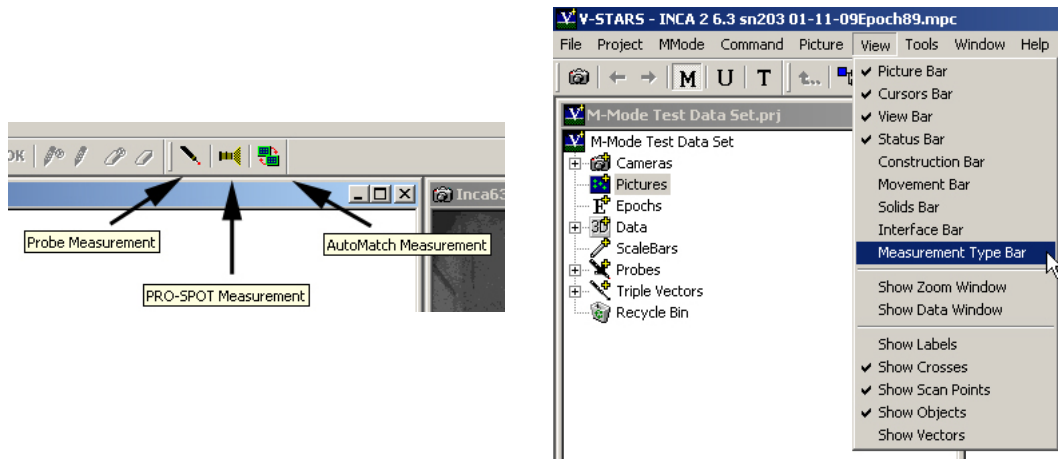 OK
Inca63
Probe Measurement
AutoMatch Measurement
PRO-SPOT Measurement
V-STARS - INCA 2 6.3 sn203 01-11-09Epoch89.mpc
File Project MMode Command Picture View Tools Window Help
M U T
M-Mode Test Data Set.prj
M-Mode Test Data Set
Cameras
Pictures
E Epochs
3D Data
ScaleBars
Probes
Triple Vectors
Recycle Bin
Picture Bar
Cursors Bar
View Bar
Status Bar
Construction Bar
Movement Bar
Solids Bar
Interface Bar
Measurement Type Bar
Show Zoom Window
Show Data Window
Show Labels
Show Crosses
Show Scan Points
Show Objects
Show Vectors